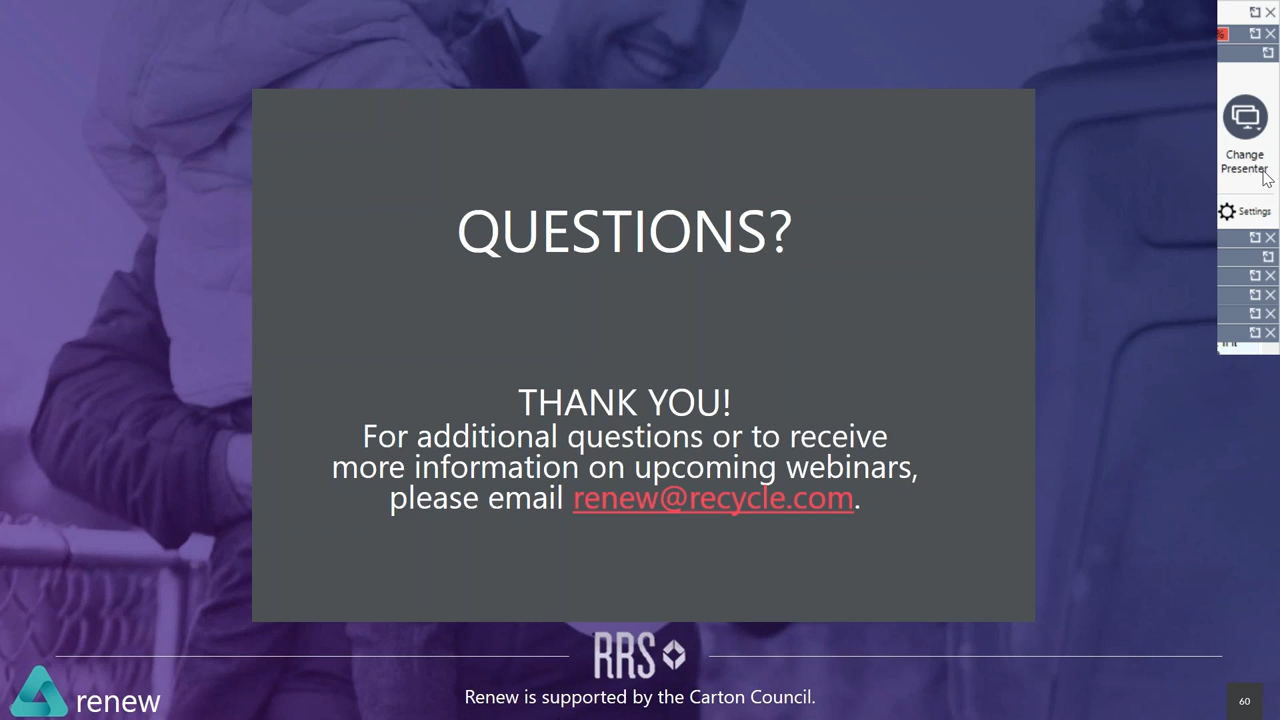 QUESTIONS?
THANK YOU!
For additional questions or to receive
more information on upcoming webinars,
please email renew@recycle.com.
%
Change
Presenter
Settings
RRS
renew
Renew is supported by the Carton Council.
60